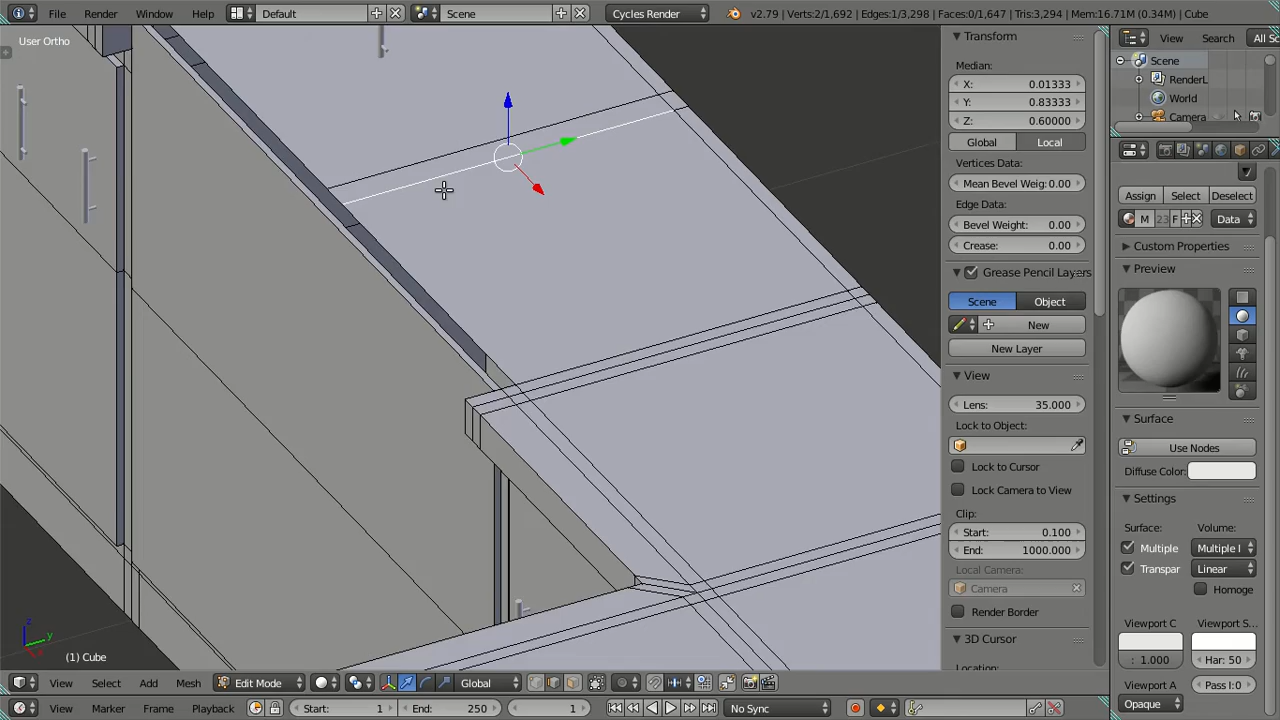 File Render Window Help Default Scene Cycles Render v2.79 | Verts:2/1,692 | Edges:1/3,298 | Faces:0/1,647 | Tris:3,294 | Mem:16.71M (0.34M) | Cube
User Ortho
Transform
Median:
X: 0.01333
Y: 0.83333
Z: 0.60000
Global Local
Vertices Data:
Mean Bevel Weig: 0.00
Edge Data:
Bevel Weight: 0.00
Crease: 0.00
Grease Pencil Layers
Scene Object
New
New Layer
View
Lens: 35.000
Lock to Object:
Lock to Cursor
Lock Camera to View
Clip:
Start: 0.100
End: 1000.000
Local Camera:
Camera
Render Border
3D Cursor
Location:
View Search All Sc
Scene
RenderL
World
Camera
Assign Select Deselect
M 23 F Data
Custom Properties
Preview
Surface
Use Nodes
Diffuse Color:
Settings
Surface: Volume:
Multiple Multiple I
Transpar Linear
Homoge
Viewport C Viewport S...
: 1.000 Har: 50
Viewport A Pass I:0
Opaque
z y x
(1) Cube
View Select Add Mesh Edit Mode Global
View Marker Frame Playback Start: 1 End: 250 1 No Sync